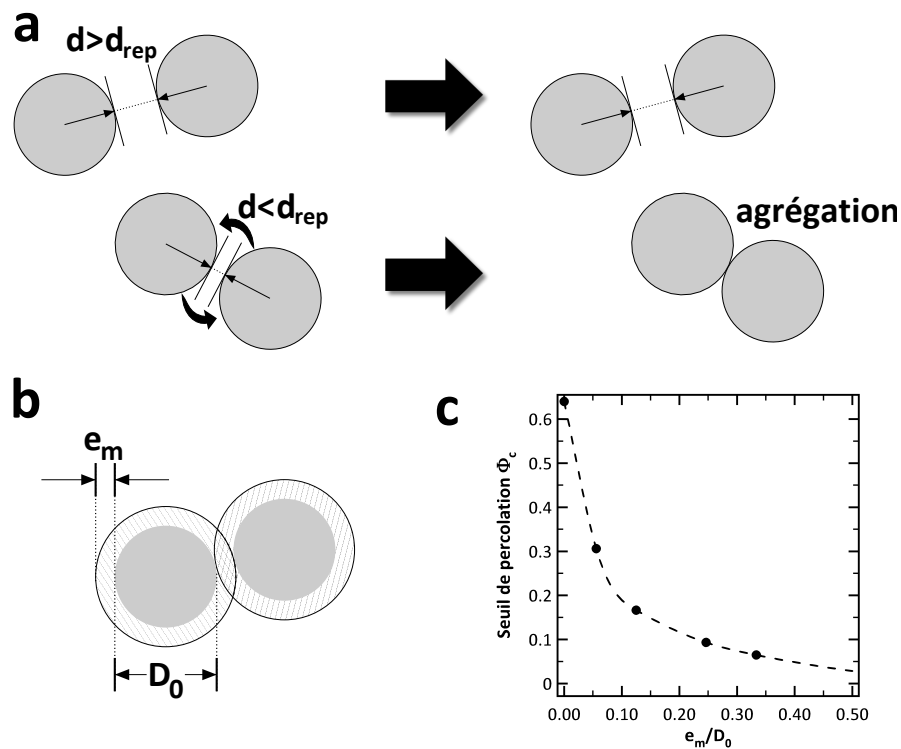 a
d>drep
d<drep
agrégation
b
em
D0
c
Seuil de percolation Φc
0.6
0.5
0.4
0.3
0.2
0.1
0
0.00
0.10
0.20
0.30
0.40
0.50
em/D0